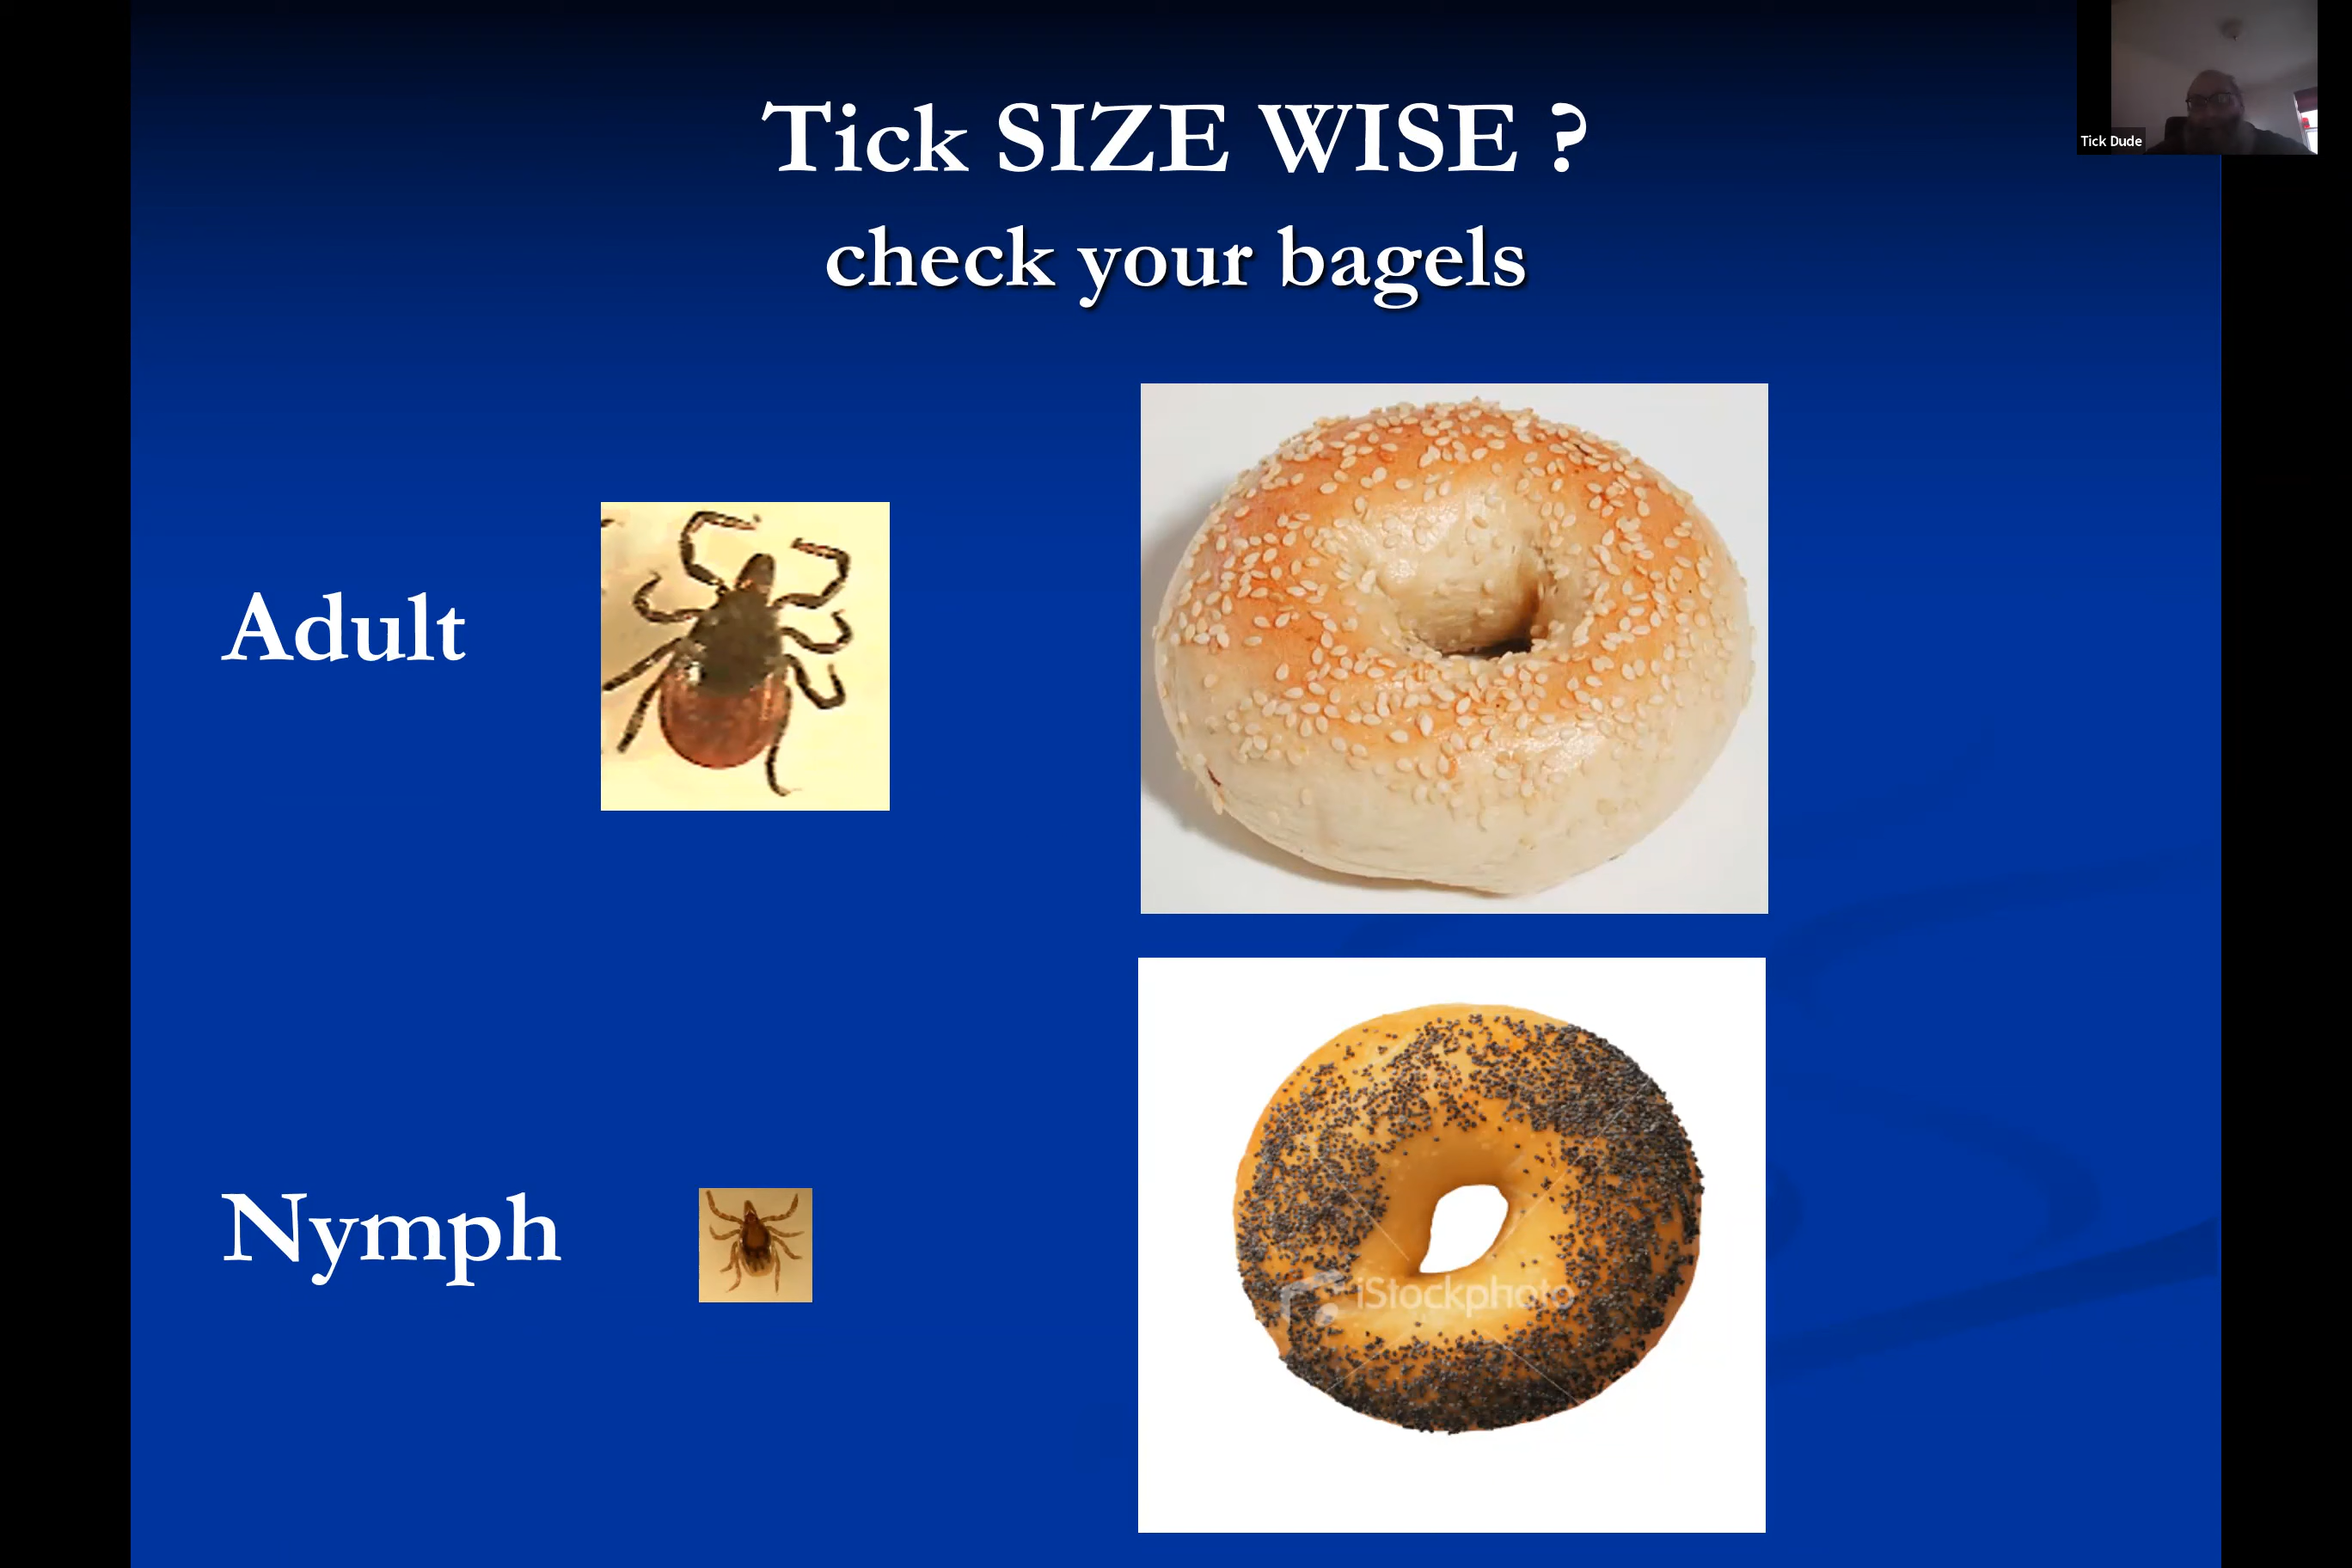 Tick SIZE WISE ?
check your bagels
Tick Dude
Adult
Nymph
iStockphoto